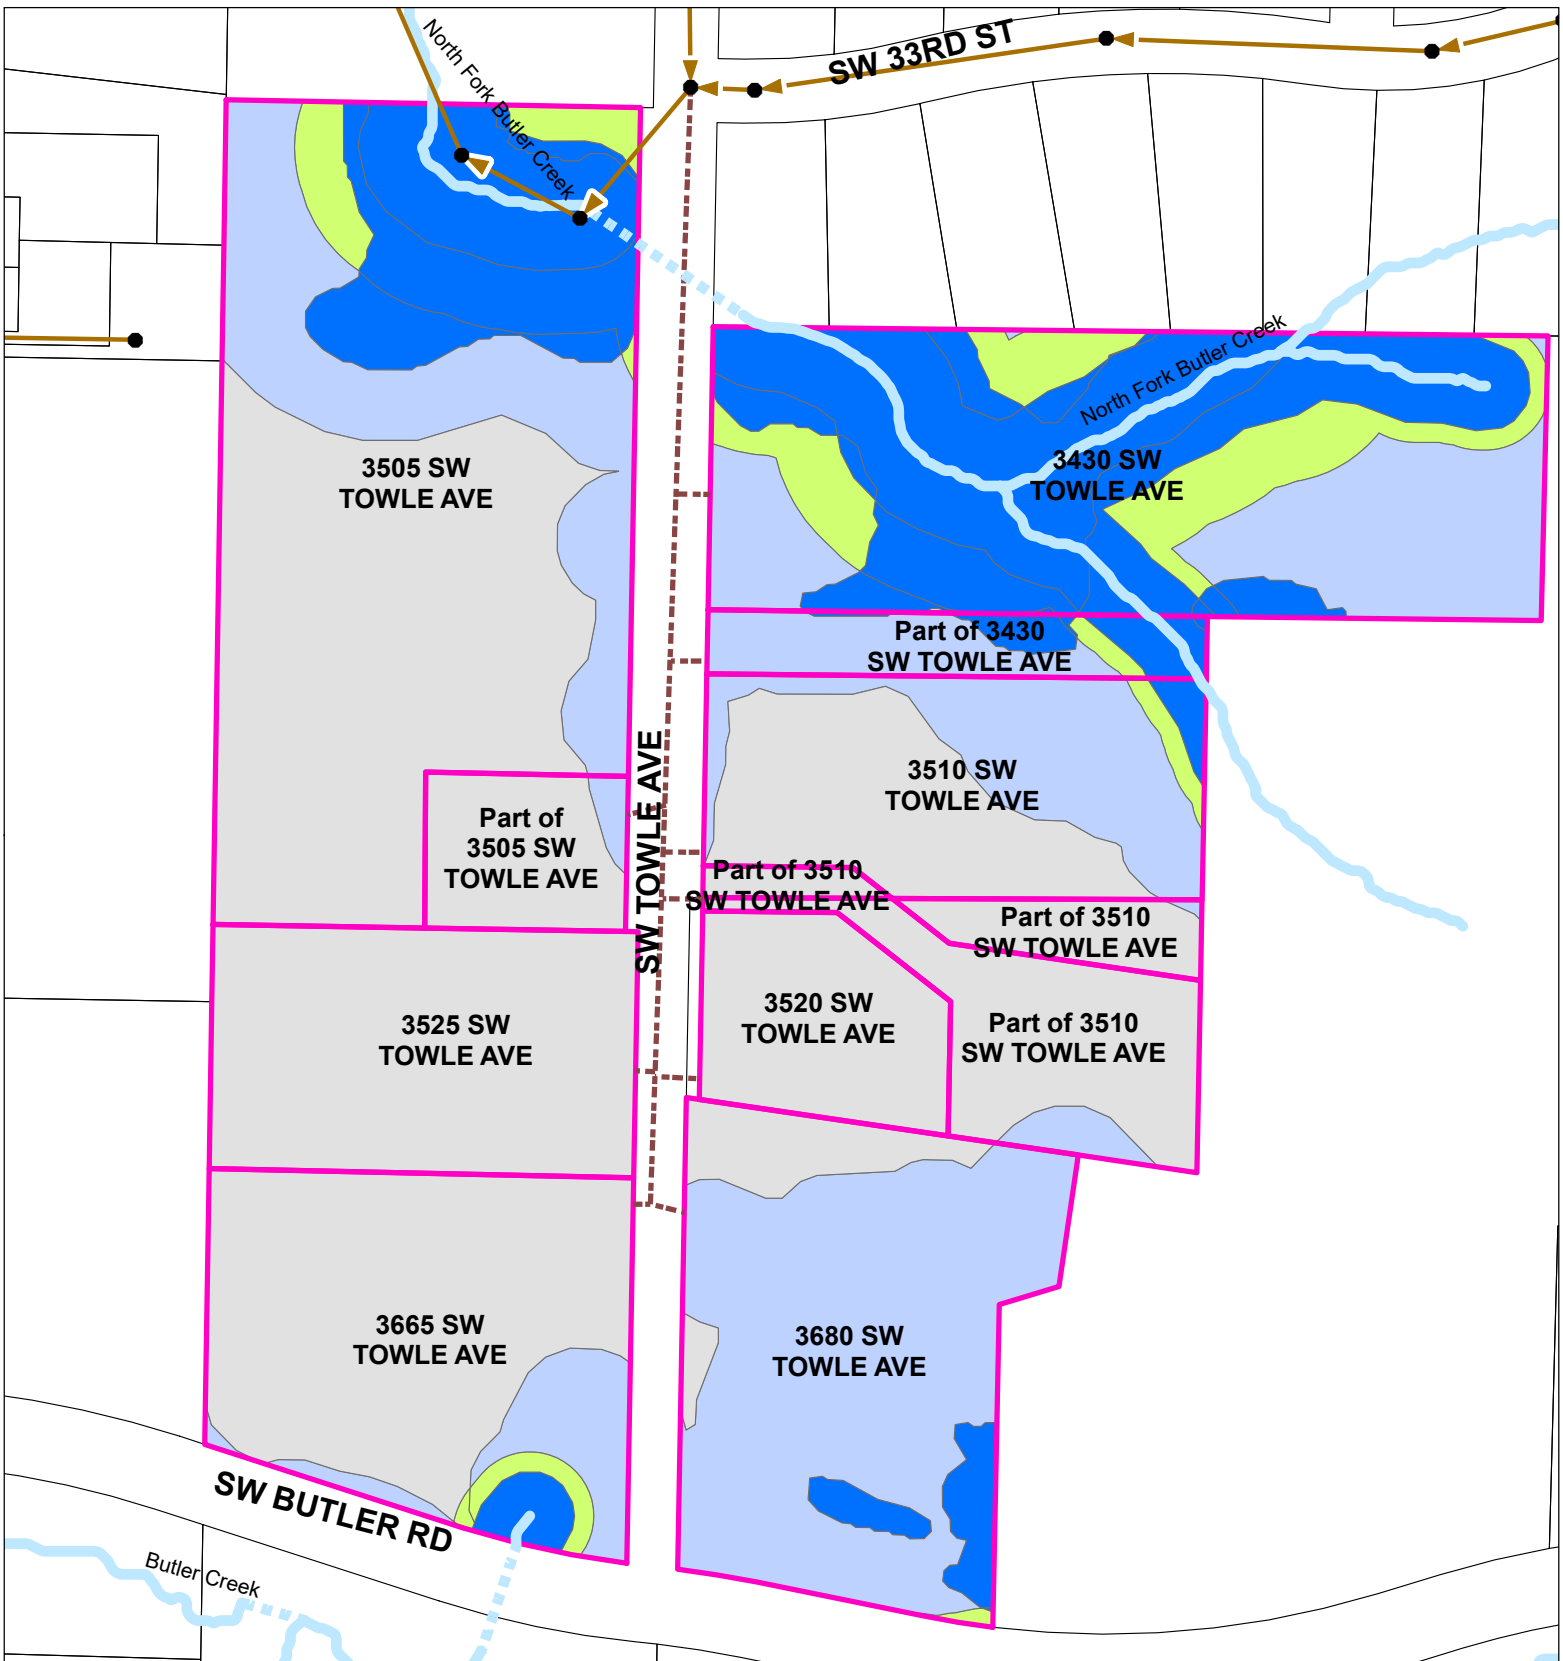 SW 33RD ST
North Fork Butler Creek
North Fork Butler Creek
3505 SW
TOWLE AVE
3430 SW
TOWLE AVE
Part of 3430
SW TOWLE AVE
SW TOWLE AVE
3510 SW
TOWLE AVE
Part of
3505 SW
TOWLE AVE
Part of 3510
SW TOWLE AVE
Part of 3510
SW TOWLE AVE
3525 SW
TOWLE AVE
3520 SW
TOWLE AVE
Part of 3510
SW TOWLE AVE
3665 SW
TOWLE AVE
3680 SW
TOWLE AVE
SW BUTLER RD
Butler Creek